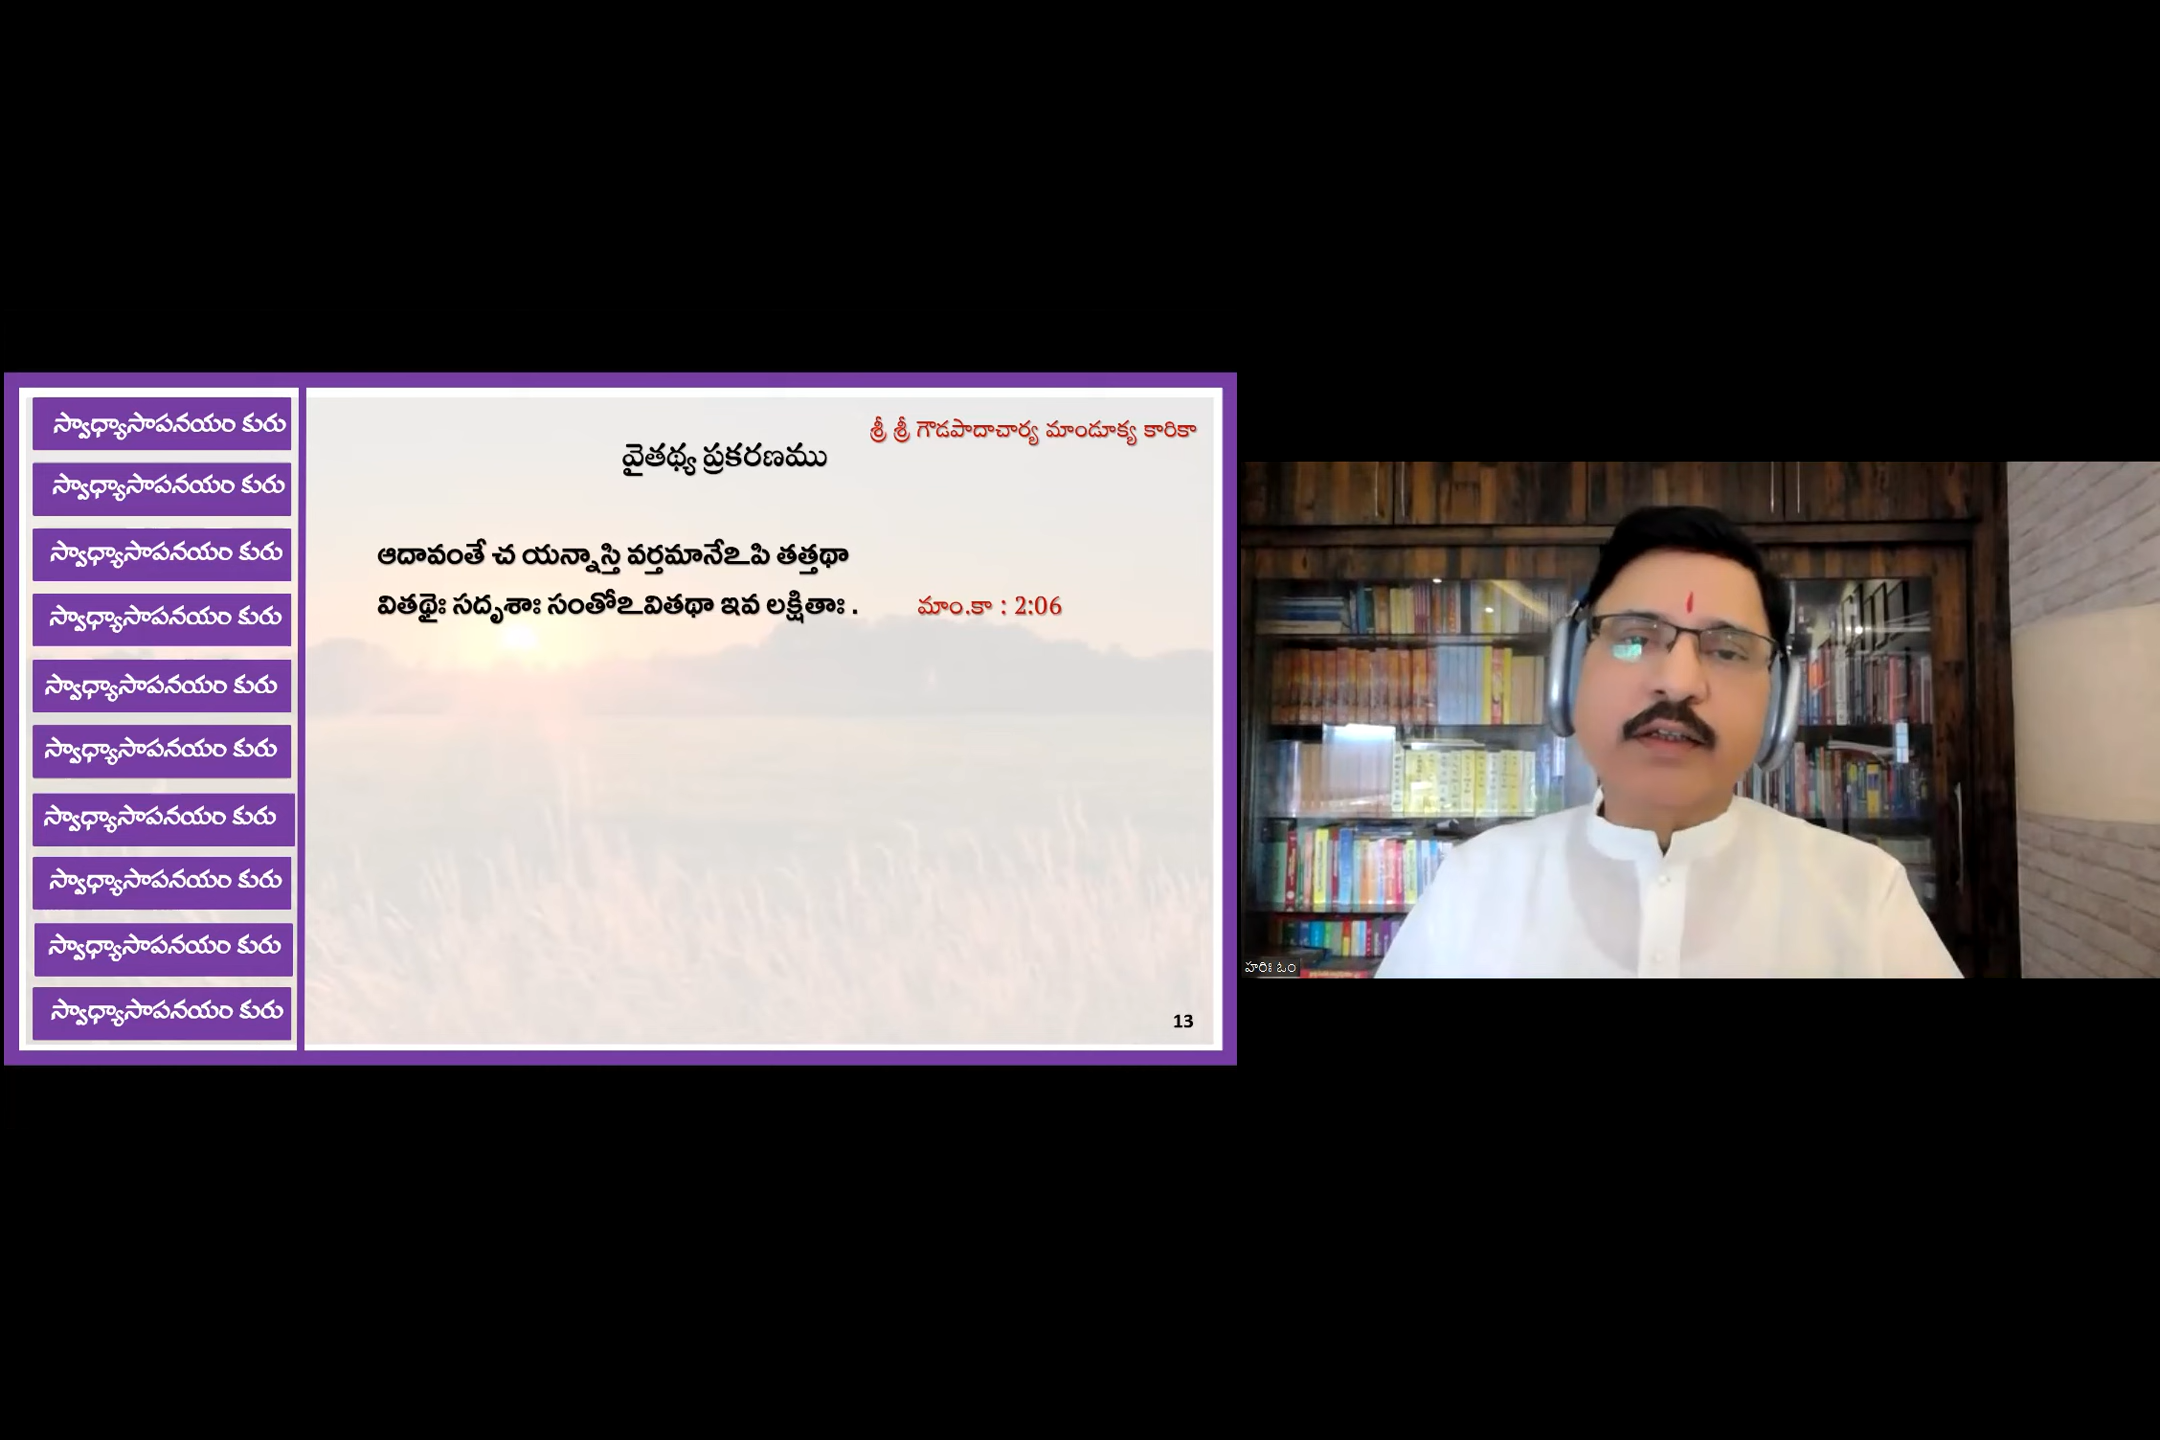 స్వాధ్యాసాపనయం కురు
స్వాధ్యాసాపనయం కురు
స్వాధ్యాసాపనయం కురు
స్వాధ్యాసాపనయం కురు
స్వాధ్యాసాపనయం కురు
స్వాధ్యాసాపనయం కురు
స్వాధ్యాసాపనయం కురు
స్వాధ్యాసాపనయం కురు
స్వాధ్యాసాపనయం కురు
స్వాధ్యాసాపనయం కురు
శ్రీ శ్రీ గౌడపాదాచార్య మాండూక్య కారికా
వైతథ్య ప్రకరణము
ఆదావంతే చ యన్నాస్తి వర్తమానేఽపి తత్తథా
వితథైః సదృశాః సంతోఽవితథా ఇవ లక్షితాః . మాం.కా : 2:06
13
హరిః ఓం